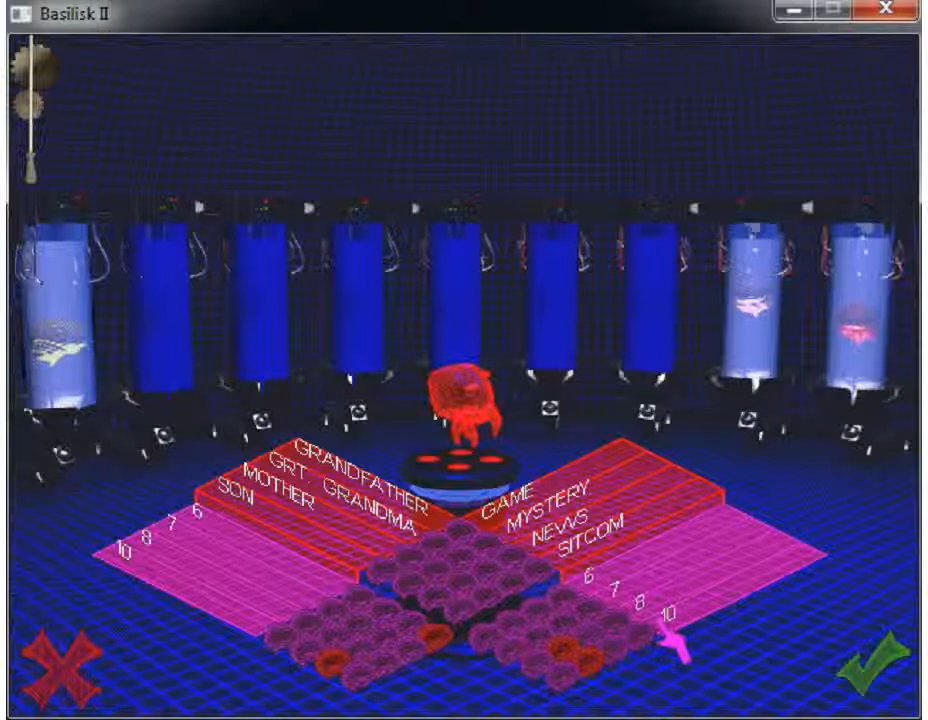 Basilisk II
GRANDFATHER
GRT. GRANDMA
MOTHER
SON
6
7
8
10
GAME
MYSTERY
NEWS
SITCOM
6
7
8
10